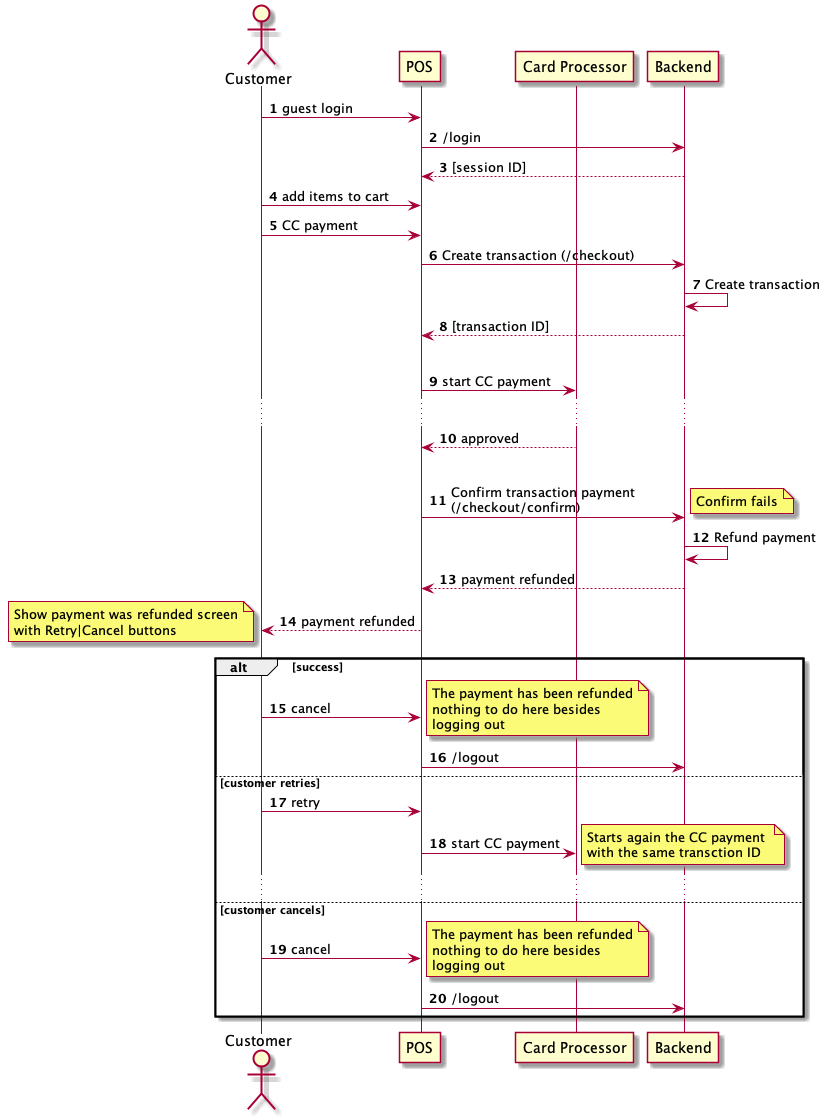 Customer
POS
Card Processor
Backend
1 guest login
2 /login
3 [session ID]
4 add items to cart
5 CC payment
6 Create transaction (/checkout)
7 Create transaction
8 [transaction ID]
9 start CC payment
10 approved
11 Confirm transaction payment
(/checkout/confirm)
Confirm fails
12 Refund payment
13 payment refunded
14 payment refunded
Show payment was refunded screen
with Retry|Cancel buttons
alt
[success]
15 cancel
The payment has been refunded
nothing to do here besides
logging out
16 /logout
[customer retries]
17 retry
18 start CC payment
Starts again the CC payment
with the same transction ID
[customer cancels]
19 cancel
The payment has been refunded
nothing to do here besides
logging out
20 /logout
Customer
POS
Card Processor
Backend